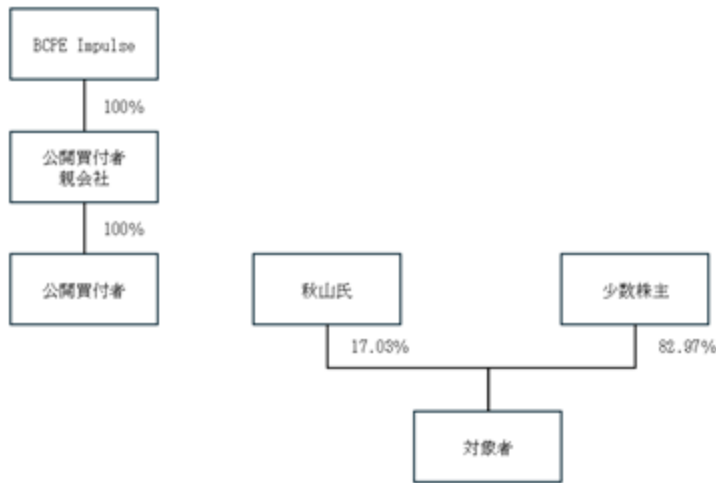 BCPE Impulse
100%
公開買付者
親会社
100%
公開買付者
秋山氏
少数株主
17.03%
82.97%
対象者